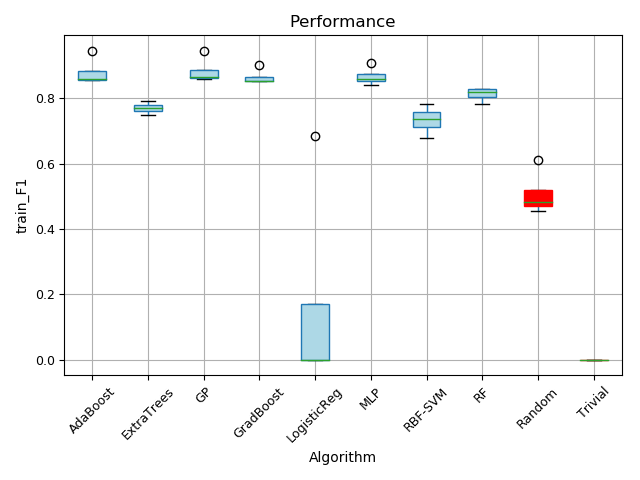 Performance
train_F1
0.8
0.6
0.4
0.2
0.0
AdaBoost
ExtraTrees
GP
GradBoost
LogisticReg
MLP
RBF-SVM
RF
Random
Trivial
Algorithm